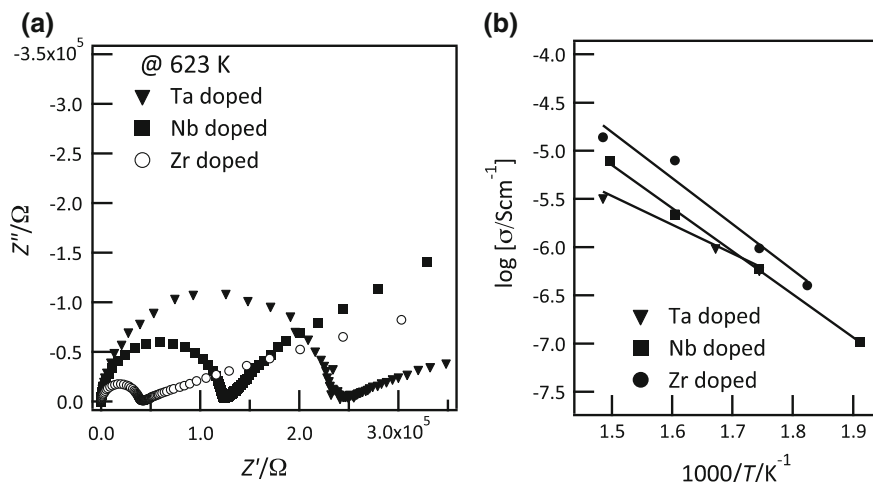 (a)
-3.5x10⁵
-3.0
-2.5
-2.0
-1.5
-1.0
-0.5
0.0
Z″/Ω
@ 623 K
Ta doped
Nb doped
Zr doped
0.0
1.0
2.0
3.0x10⁵
Z′/Ω
(b)
-4.0
-4.5
-5.0
-5.5
-6.0
-6.5
-7.0
-7.5
log [σ/Scm⁻¹]
Ta doped
Nb doped
Zr doped
1.5
1.6
1.7
1.8
1.9
1000/T/K⁻¹